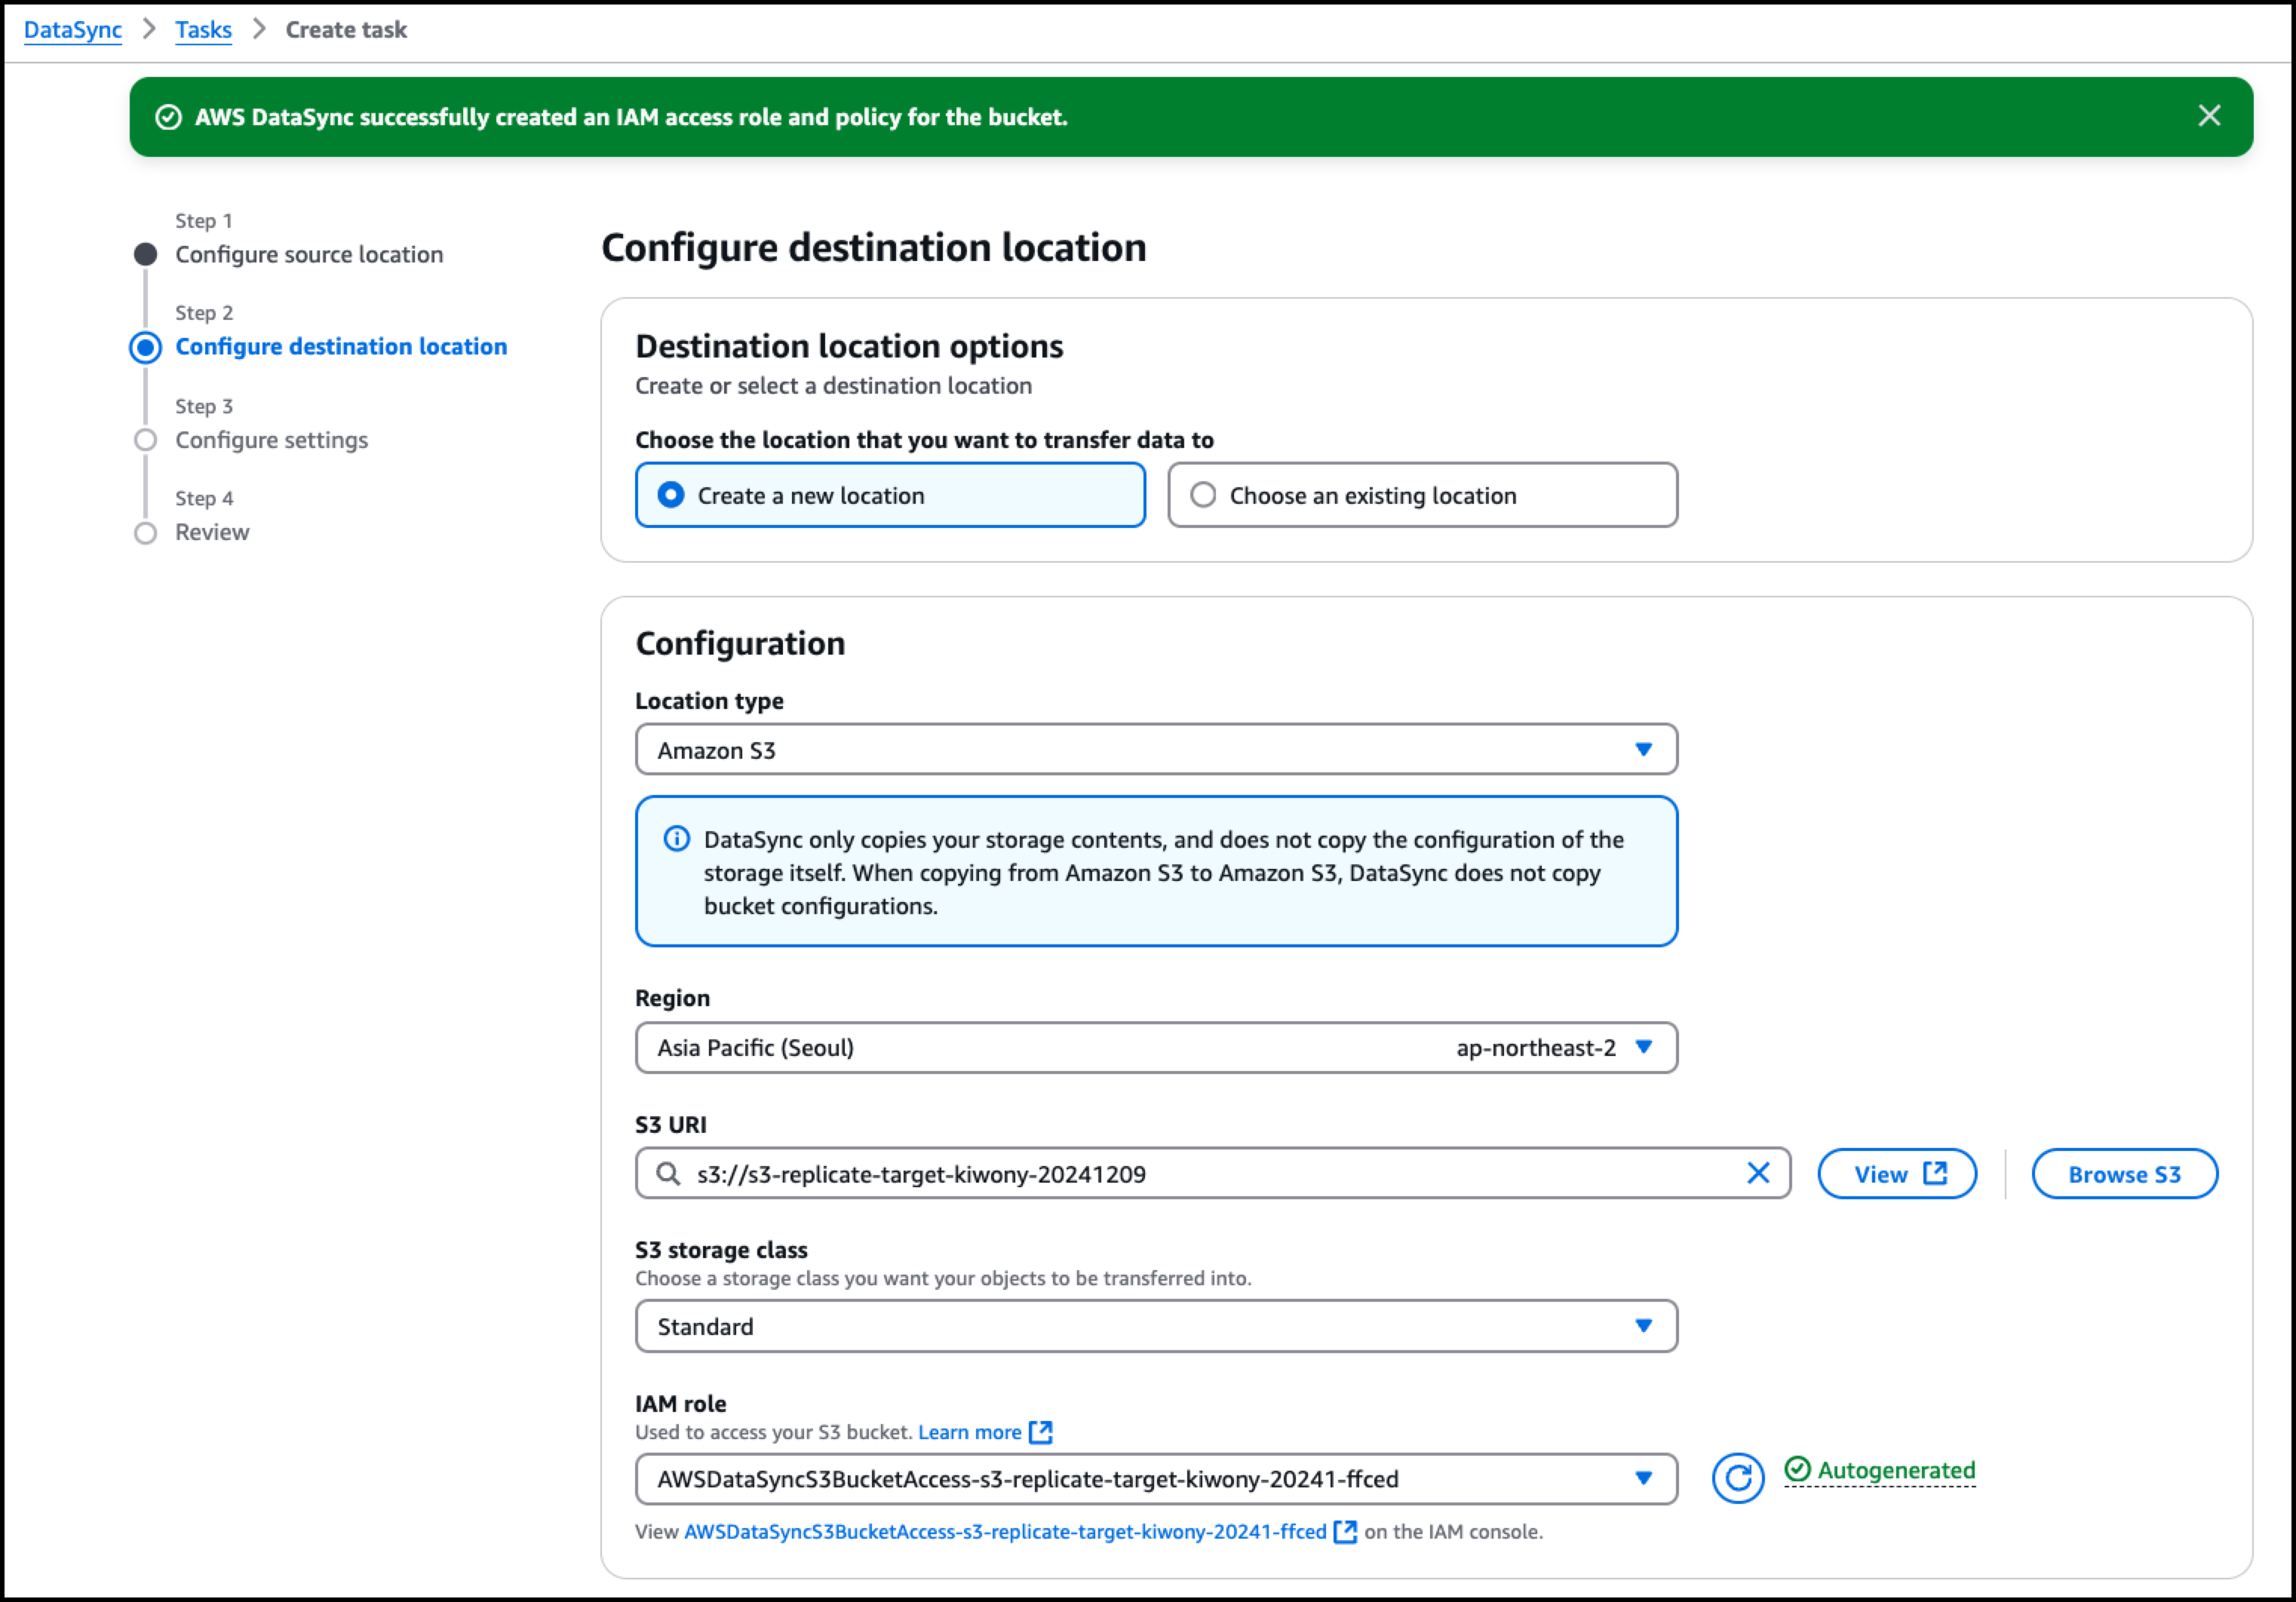 DataSync > Tasks > Create task
AWS DataSync successfully created an IAM access role and policy for the bucket.
Step 1
Configure source location
Step 2
Configure destination location
Step 3
Configure settings
Step 4
Review
Configure destination location
Destination location options
Create or select a destination location
Choose the location that you want to transfer data to
Create a new location
Choose an existing location
Configuration
Location type
Amazon S3
DataSync only copies your storage contents, and does not copy the configuration of the
storage itself. When copying from Amazon S3 to Amazon S3, DataSync does not copy
bucket configurations.
Region
Asia Pacific (Seoul) ap-northeast-2
S3 URI
s3://s3-replicate-target-kiwony-20241209
View
Browse S3
S3 storage class
Choose a storage class you want your objects to be transferred into.
Standard
IAM role
Used to access your S3 bucket. Learn more
AWSDataSyncS3BucketAccess-s3-replicate-target-kiwony-20241-ffced
Autogenerated
View AWSDataSyncS3BucketAccess-s3-replicate-target-kiwony-20241-ffced on the IAM console.